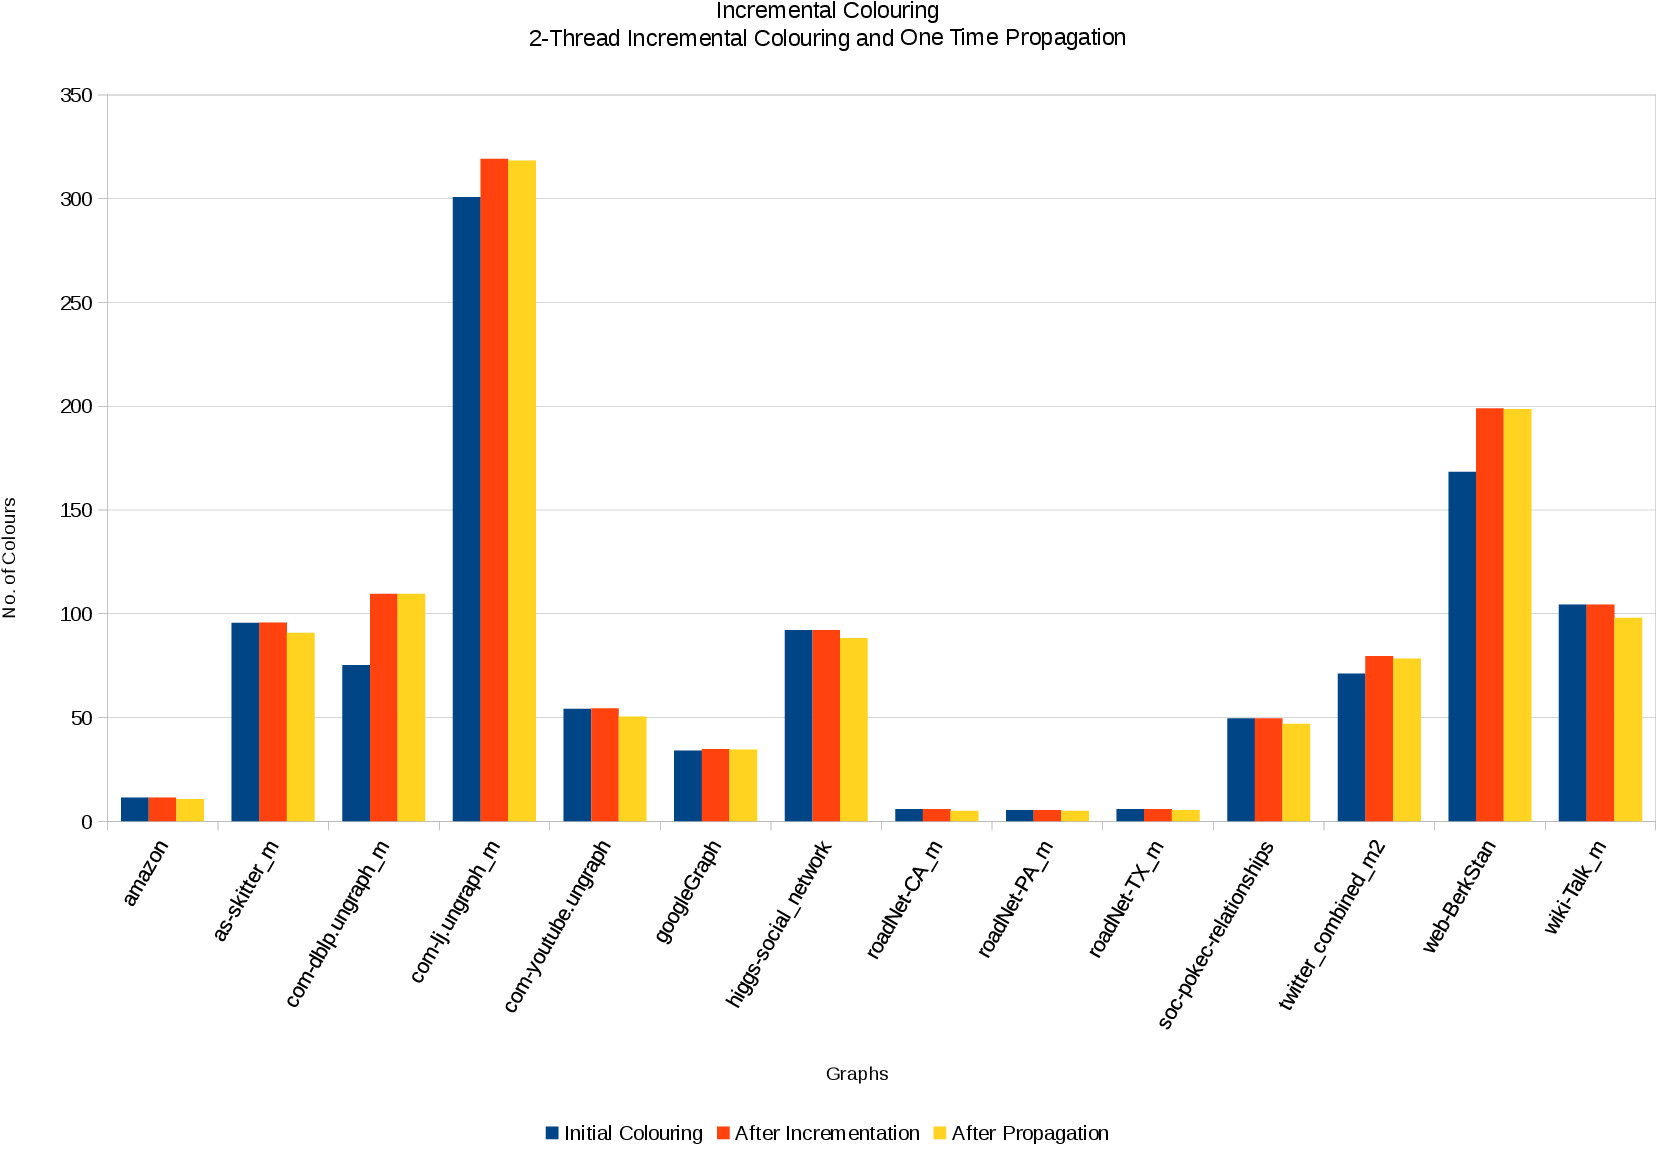 Incremental Colouring
2-Thread Incremental Colouring and One Time Propagation
350
300
250
200
150
100
50
0
No. of Colours
amazon
as-skitter_m
com-dblp.ungraph_m
com-lj.ungraph_m
com-youtube.ungraph
googleGraph
higgs-social_network
roadNet-CA_m
roadNet-PA_m
roadNet-TX_m
soc-pokec-relationships
twitter_combined_m2
web-BerkStan
wiki-Talk_m
Graphs
Initial Colouring After Incrementation After Propagation